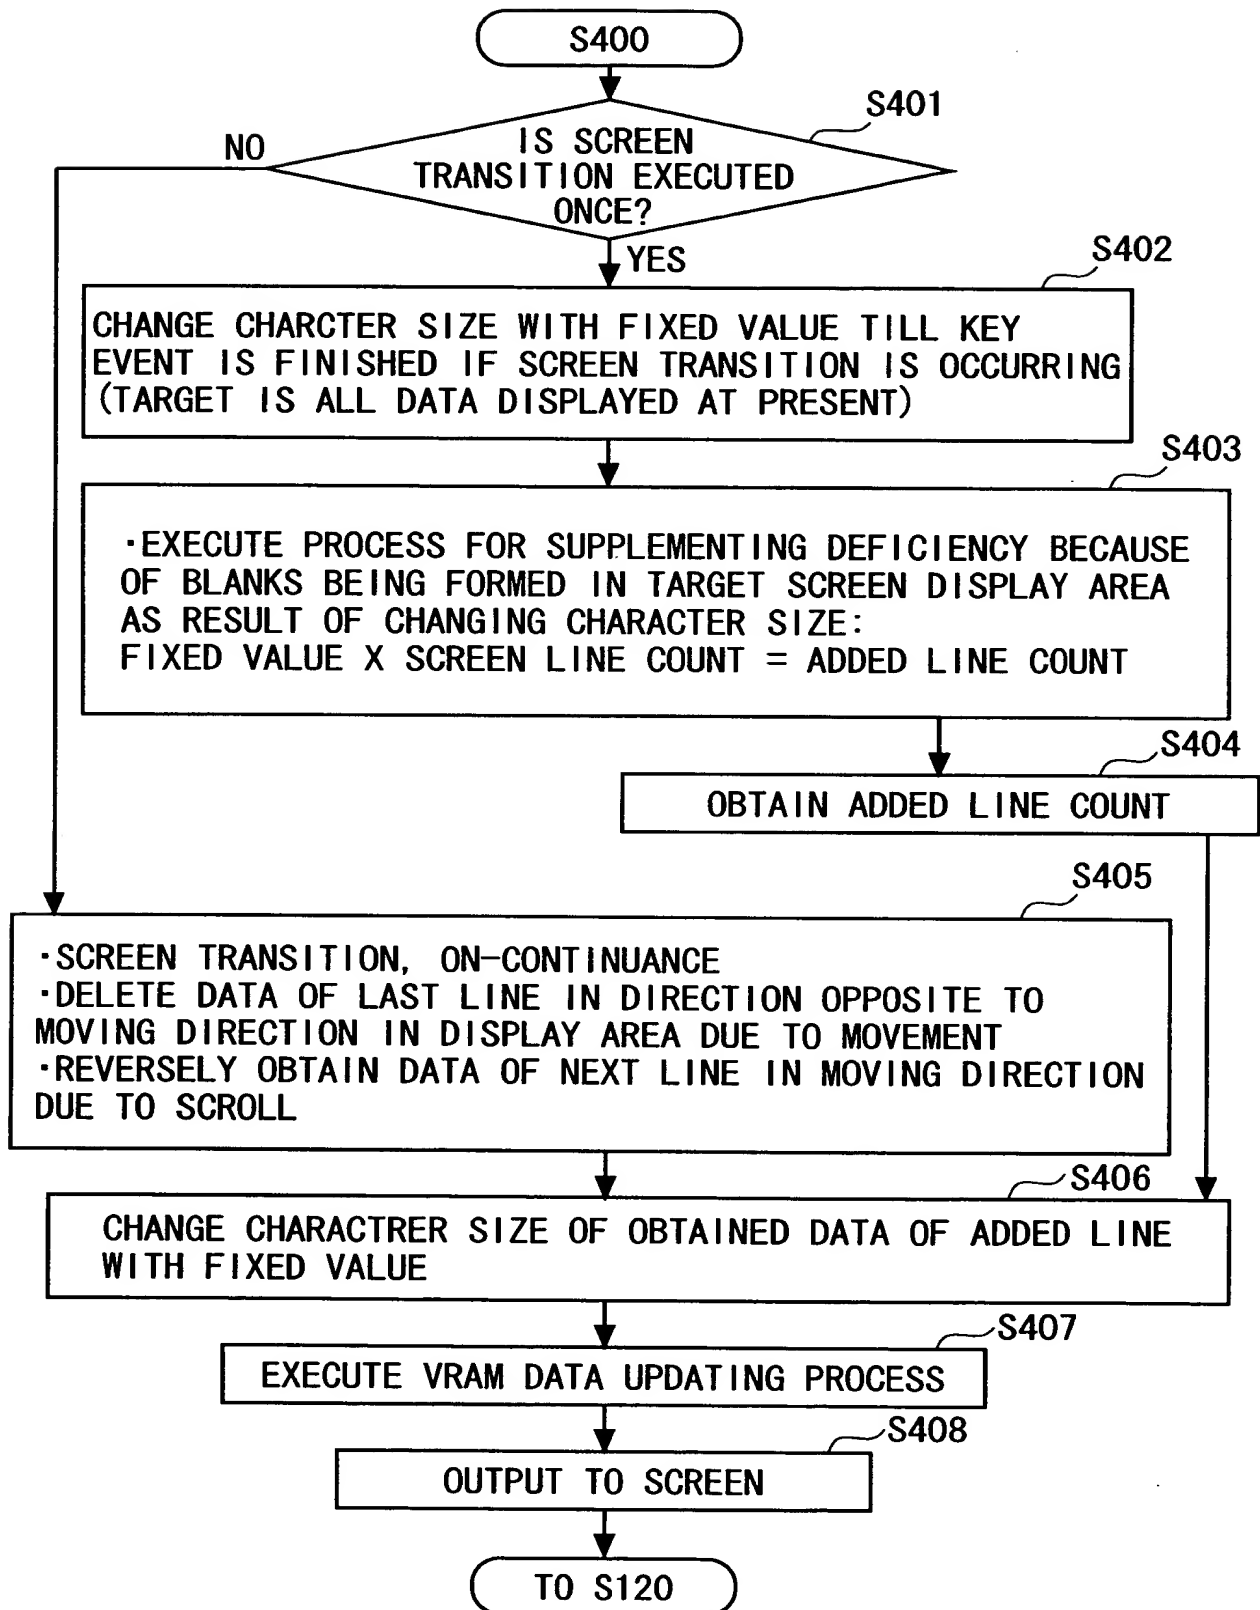 S400
S401
NO
IS SCREEN
TRANSITION EXECUTED
ONCE?
YES
S402
CHANGE CHARCTER SIZE WITH FIXED VALUE TILL KEY
EVENT IS FINISHED IF SCREEN TRANSITION IS OCCURRING
(TARGET IS ALL DATA DISPLAYED AT PRESENT)
S403
·EXECUTE PROCESS FOR SUPPLEMENTING DEFICIENCY BECAUSE
OF BLANKS BEING FORMED IN TARGET SCREEN DISPLAY AREA
AS RESULT OF CHANGING CHARACTER SIZE:
FIXED VALUE X SCREEN LINE COUNT = ADDED LINE COUNT
S404
OBTAIN ADDED LINE COUNT
S405
·SCREEN TRANSITION, ON-CONTINUANCE
·DELETE DATA OF LAST LINE IN DIRECTION OPPOSITE TO
MOVING DIRECTION IN DISPLAY AREA DUE TO MOVEMENT
·REVERSELY OBTAIN DATA OF NEXT LINE IN MOVING DIRECTION
DUE TO SCROLL
S406
CHANGE CHARACTRER SIZE OF OBTAINED DATA OF ADDED LINE
WITH FIXED VALUE
S407
EXECUTE VRAM DATA UPDATING PROCESS
S408
OUTPUT TO SCREEN
TO S120